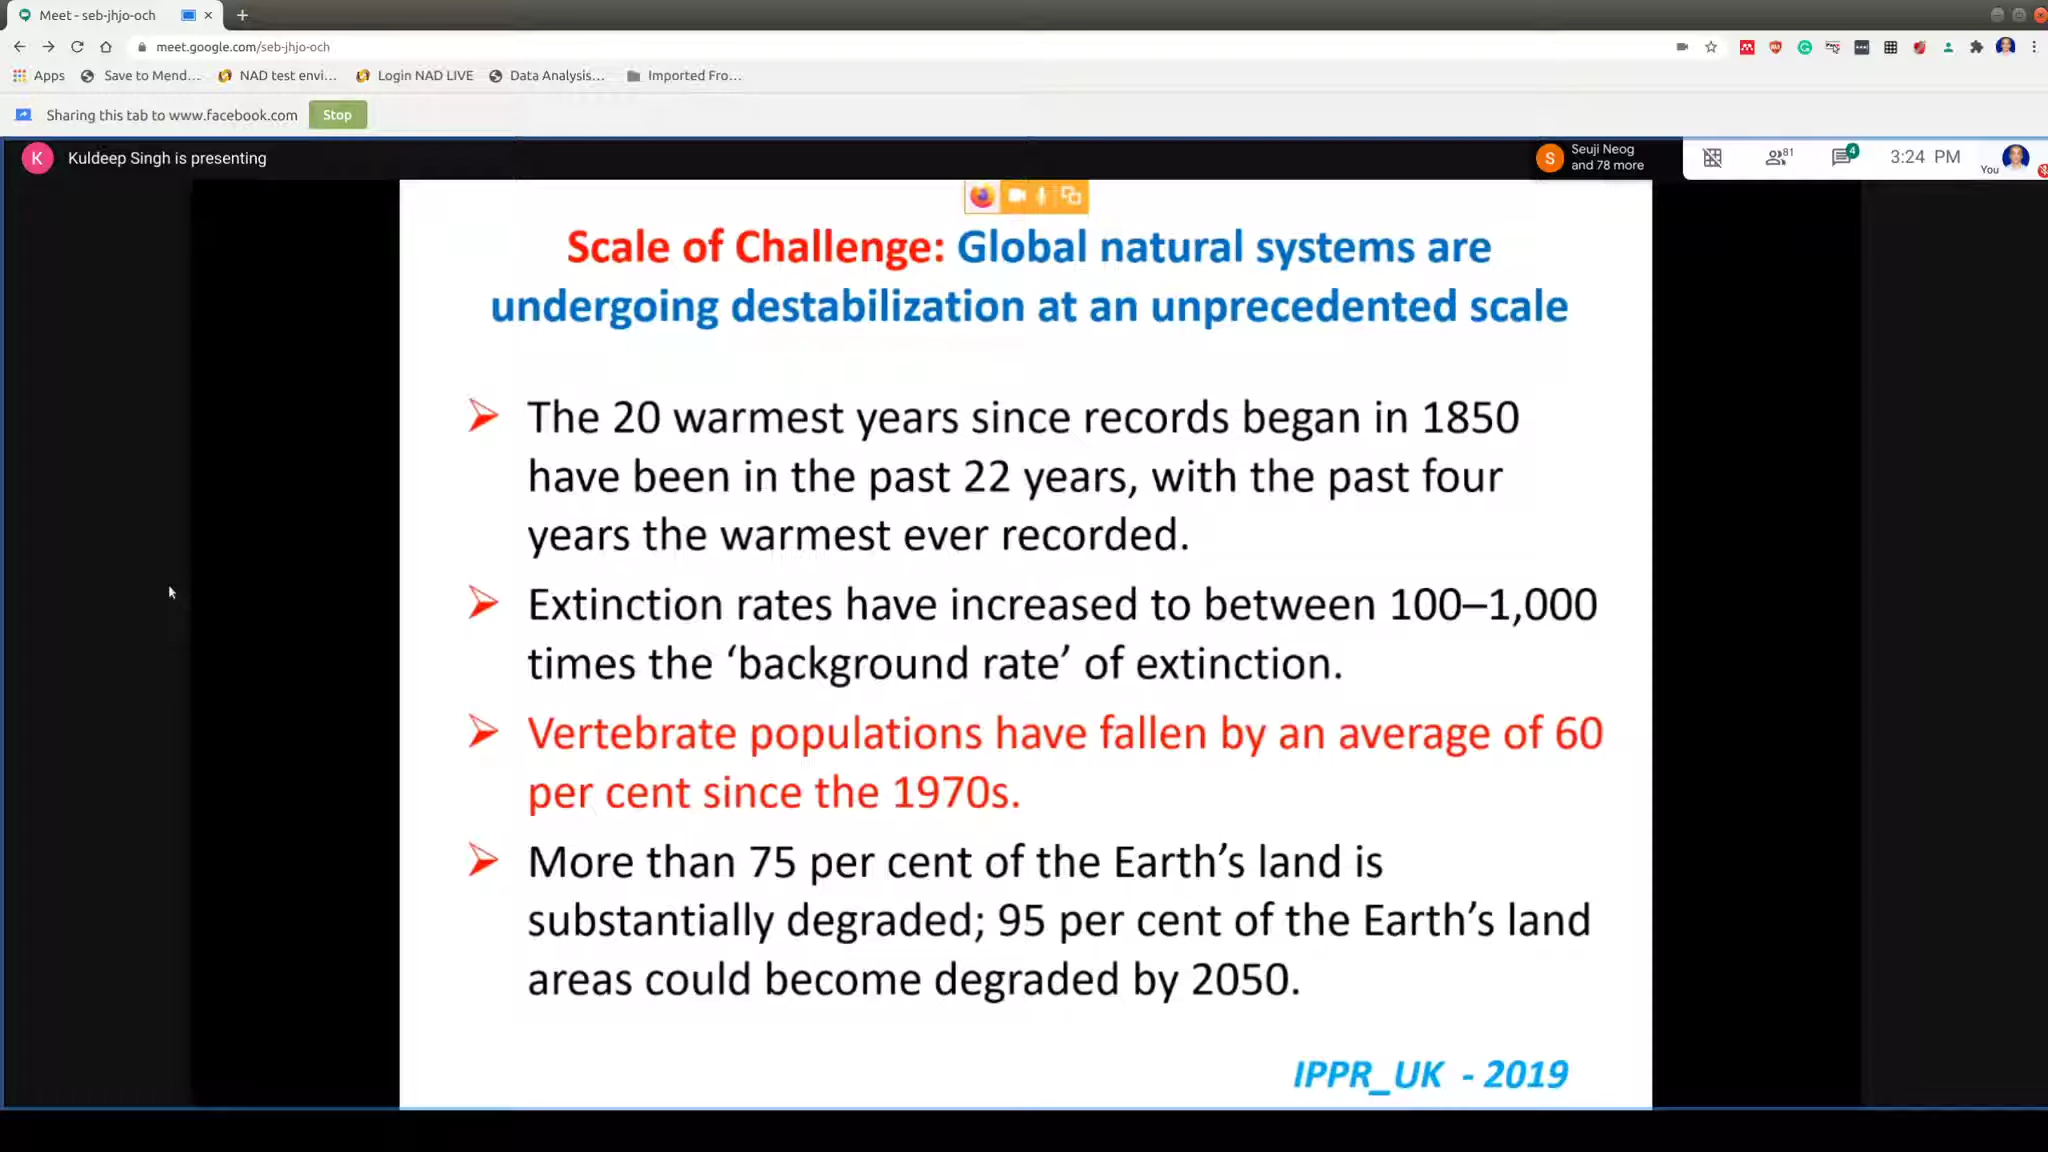 Meet - seb-jhjo-och
meet.google.com/seb-jhjo-och
Apps Save to Mend... NAD test envi... Login NAD LIVE Data Analysis... Imported Fro...
Sharing this tab to www.facebook.com Stop
K Kuldeep Singh is presenting
S Seuji Neog
and 78 more
81 4 3:24 PM You
Scale of Challenge: Global natural systems are
undergoing destabilization at an unprecedented scale
The 20 warmest years since records began in 1850
have been in the past 22 years, with the past four
years the warmest ever recorded.
Extinction rates have increased to between 100–1,000
times the ‘background rate’ of extinction.
Vertebrate populations have fallen by an average of 60
per cent since the 1970s.
More than 75 per cent of the Earth’s land is
substantially degraded; 95 per cent of the Earth’s land
areas could become degraded by 2050.
IPPR_UK - 2019